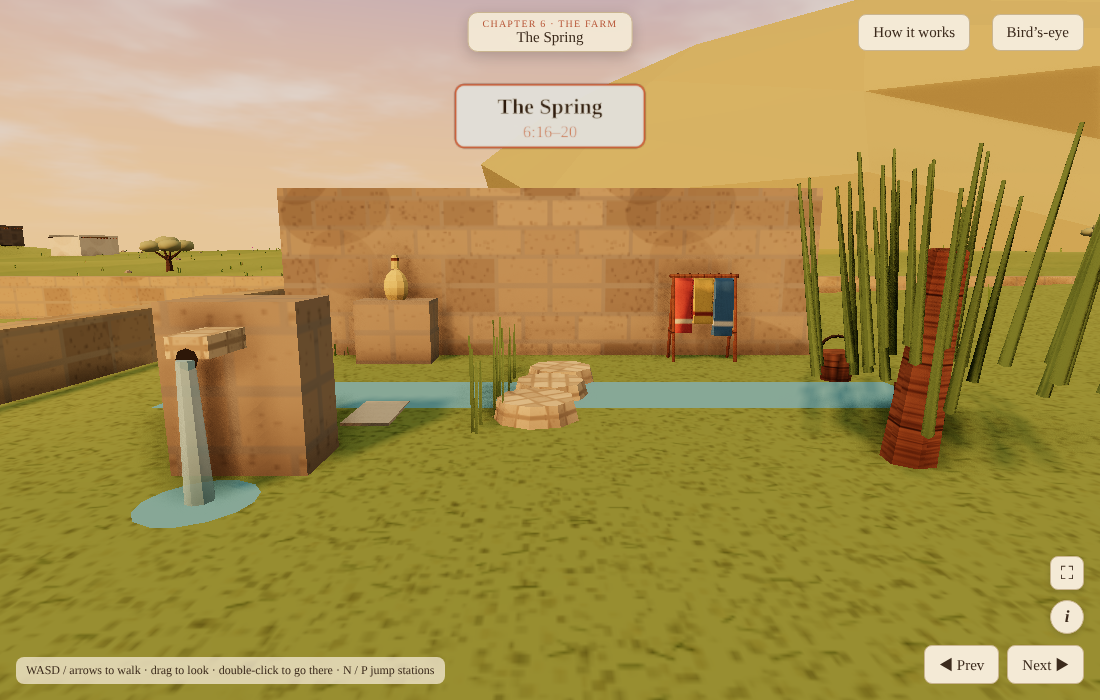 CHAPTER 6 · THE FARM
The Spring
How it works
Bird's-eye
The Spring
6:16–20
i
WASD / arrows to walk · drag to look · double-click to go there · N / P jump stations
◀ Prev
Next ▶